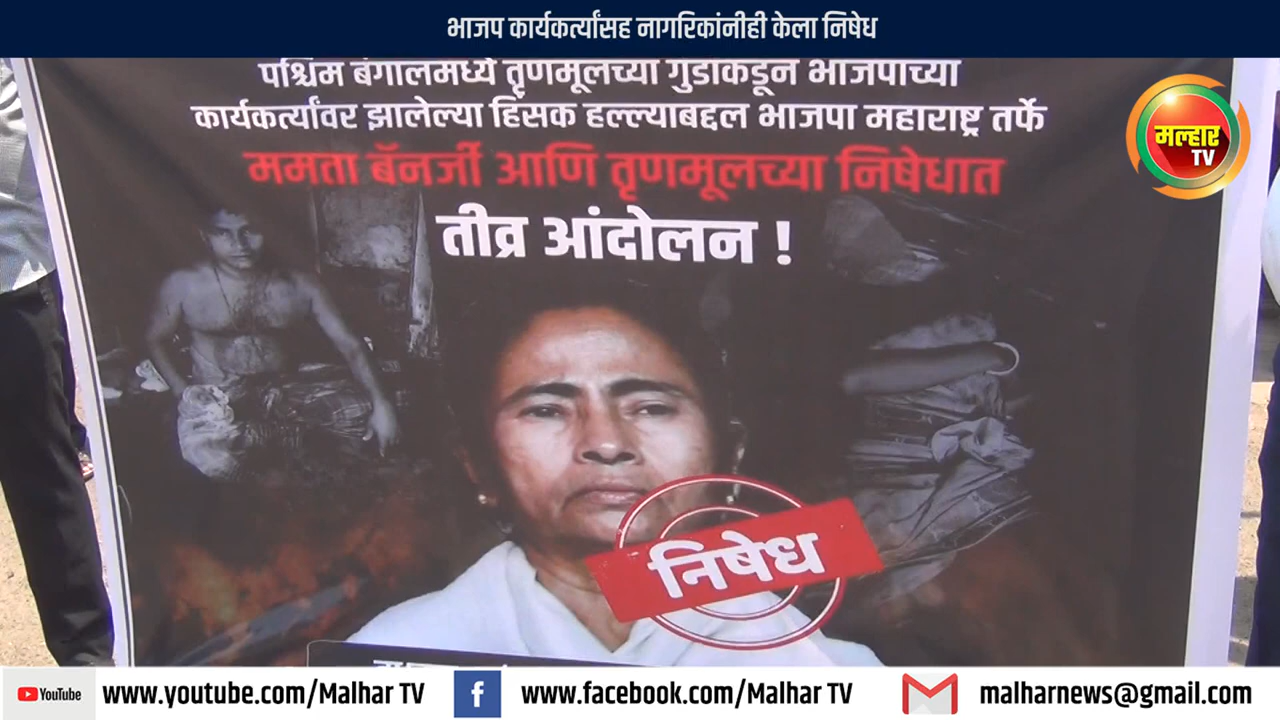 भाजप कार्यकर्त्यांसह नागरिकांनीही केला निषेध
पश्चिम बंगालमध्ये तृणमूलच्या गुंडाकडून भाजपाच्या
कार्यकर्त्यांवर झालेल्या हिंसक हल्ल्याबद्दल भाजपा महाराष्ट्र तर्फे
ममता बॅनर्जी आणि तृणमूलच्या निषेधात
तीव्र आंदोलन !
मल्हार
TV
निषेध
YouTube
www.youtube.com/Malhar TV
www.facebook.com/Malhar TV
malharnews@gmail.com